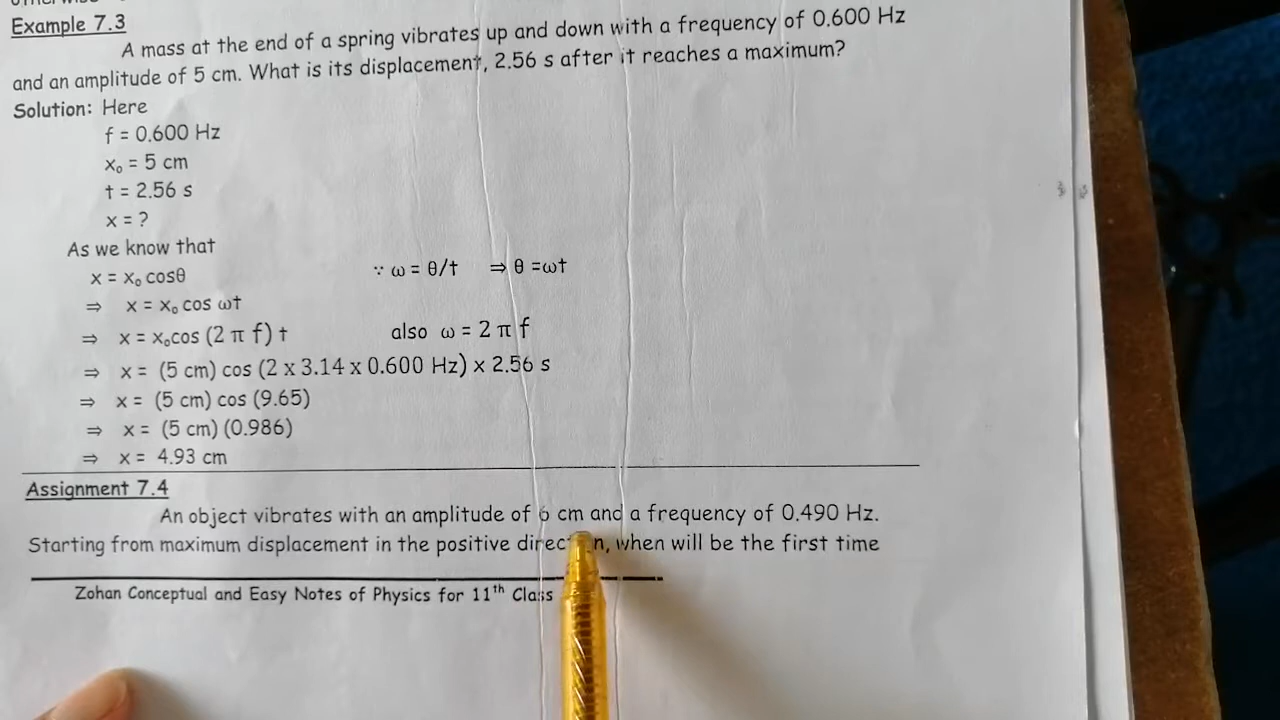 Example 7.3
A mass at the end of a spring vibrates up and down with a frequency of 0.600 Hz
and an amplitude of 5 cm. What is its displacement, 2.56 s after it reaches a maximum?
Solution: Here
f = 0.600 Hz
x₀ = 5 cm
t = 2.56 s
x = ?
As we know that
x = x₀ cosθ ∵ ω = θ/t ⇒ θ =ωt
⇒ x = x₀ cos ωt
⇒ x = x₀cos (2 π f) t also ω = 2 π f
⇒ x = (5 cm) cos (2 x 3.14 x 0.600 Hz) x 2.56 s
⇒ x = (5 cm) cos (9.65)
⇒ x = (5 cm) (0.986)
⇒ x = 4.93 cm
Assignment 7.4
An object vibrates with an amplitude of 6 cm and a frequency of 0.490 Hz.
Starting from maximum displacement in the positive when will be the first time
Zohan Conceptual and Easy Notes of Physics for 11ᵗʰ Class